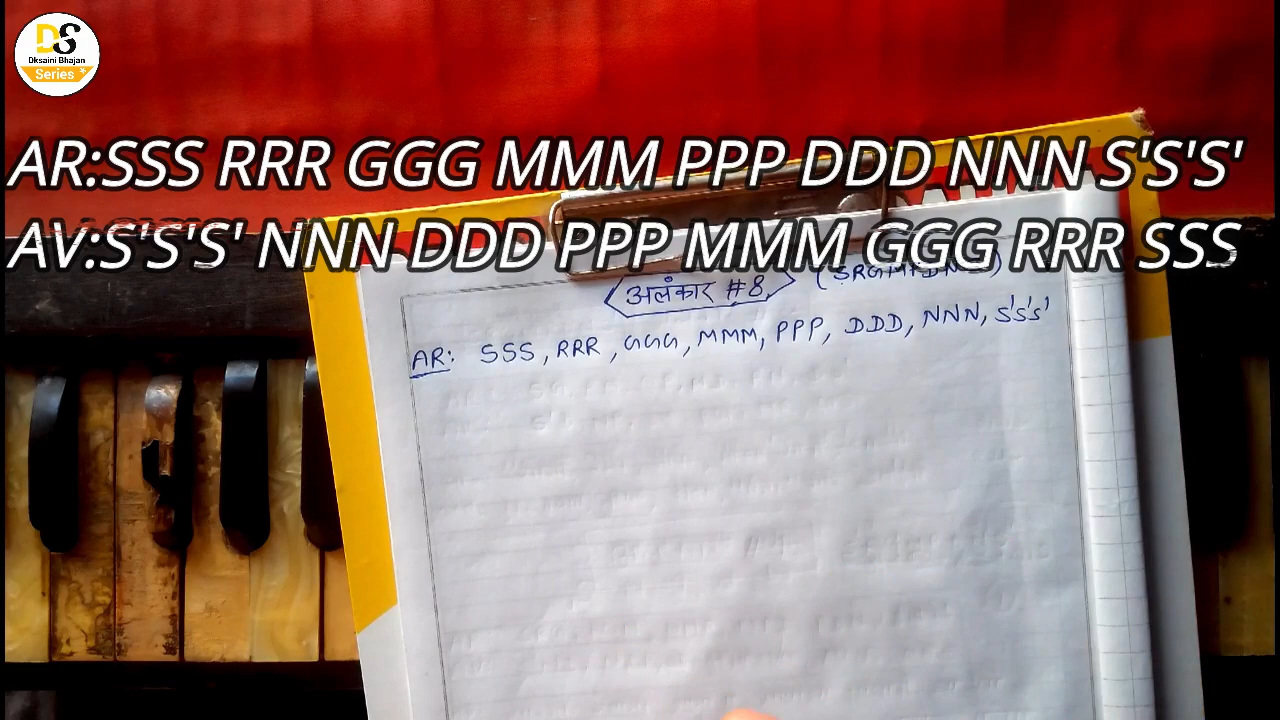 DS
Dksaini Bhajan
Series
AR:SSS RRR GGG MMM PPP DDD NNN S'S'S'
AV:S'S'S' NNN DDD PPP MMM GGG RRR SSS
अलंकार #8
AR: SSS, RRR, GGG, MMM, PPP, DDD, NNN, S'S'S'